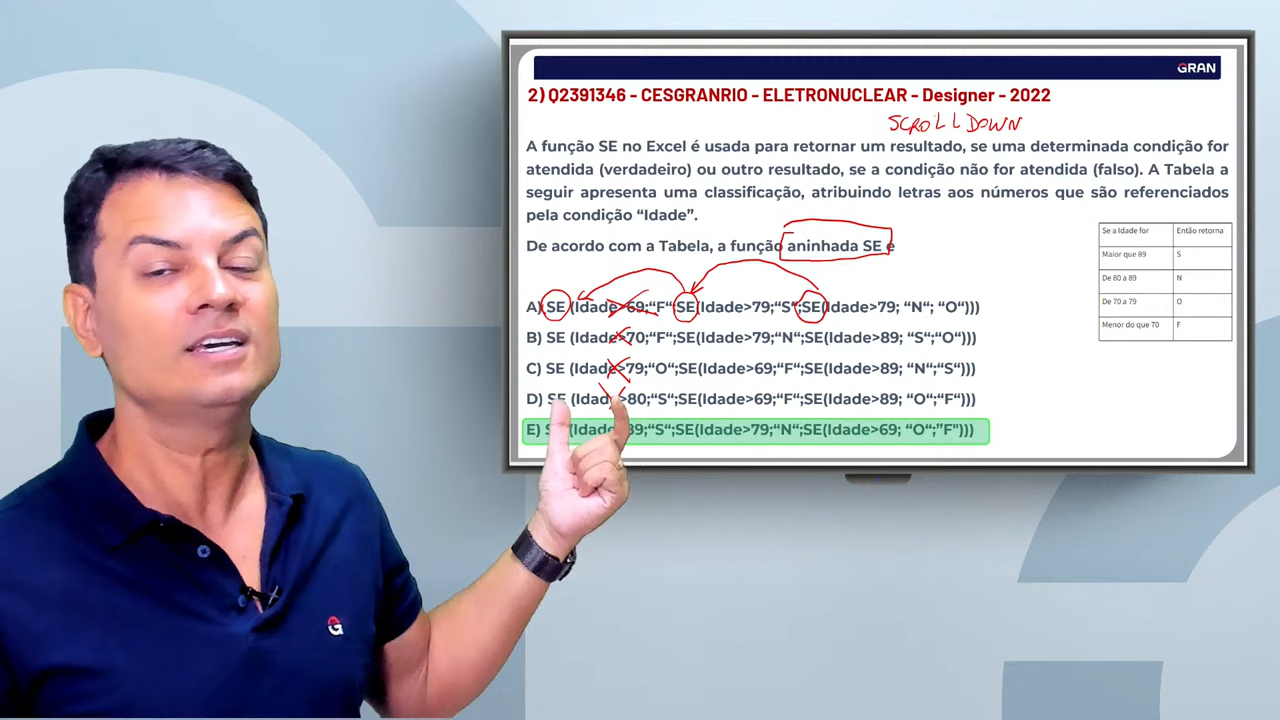 GRAN
2) Q2391346 - CESGRANRIO - ELETRONUCLEAR - Designer - 2022
SCROLL DOWN
A função SE no Excel é usada para retornar um resultado, se uma determinada condição for
atendida (verdadeiro) ou outro resultado, se a condição não for atendida (falso). A Tabela a
seguir apresenta uma classificação, atribuindo letras aos números que são referenciados
pela condição “Idade”.
De acordo com a Tabela, a função aninhada SE é
A) SE (Idade>69;“F“;SE(Idade>79;“S“;SE(Idade>79; “N“; “O“)))
B) SE (Idade>70;“F“;SE(Idade>79;“N“;SE(Idade>89; “S“;“O“)))
C) SE (Idade>79;“O“;SE(Idade>69;“F“;SE(Idade>89; “N“;“S“)))
D) SE (Idade>80;“S“;SE(Idade>69;“F“;SE(Idade>89; “O“;“F“)))
E) (Idade>89;“S“;SE(Idade>79;“N“;SE(Idade>69; “O“;”F")))
Se a Idade for Então retorna
Maior que 89 S
De 80 a 89 N
De 70 a 79 O
Menor do que 70 F